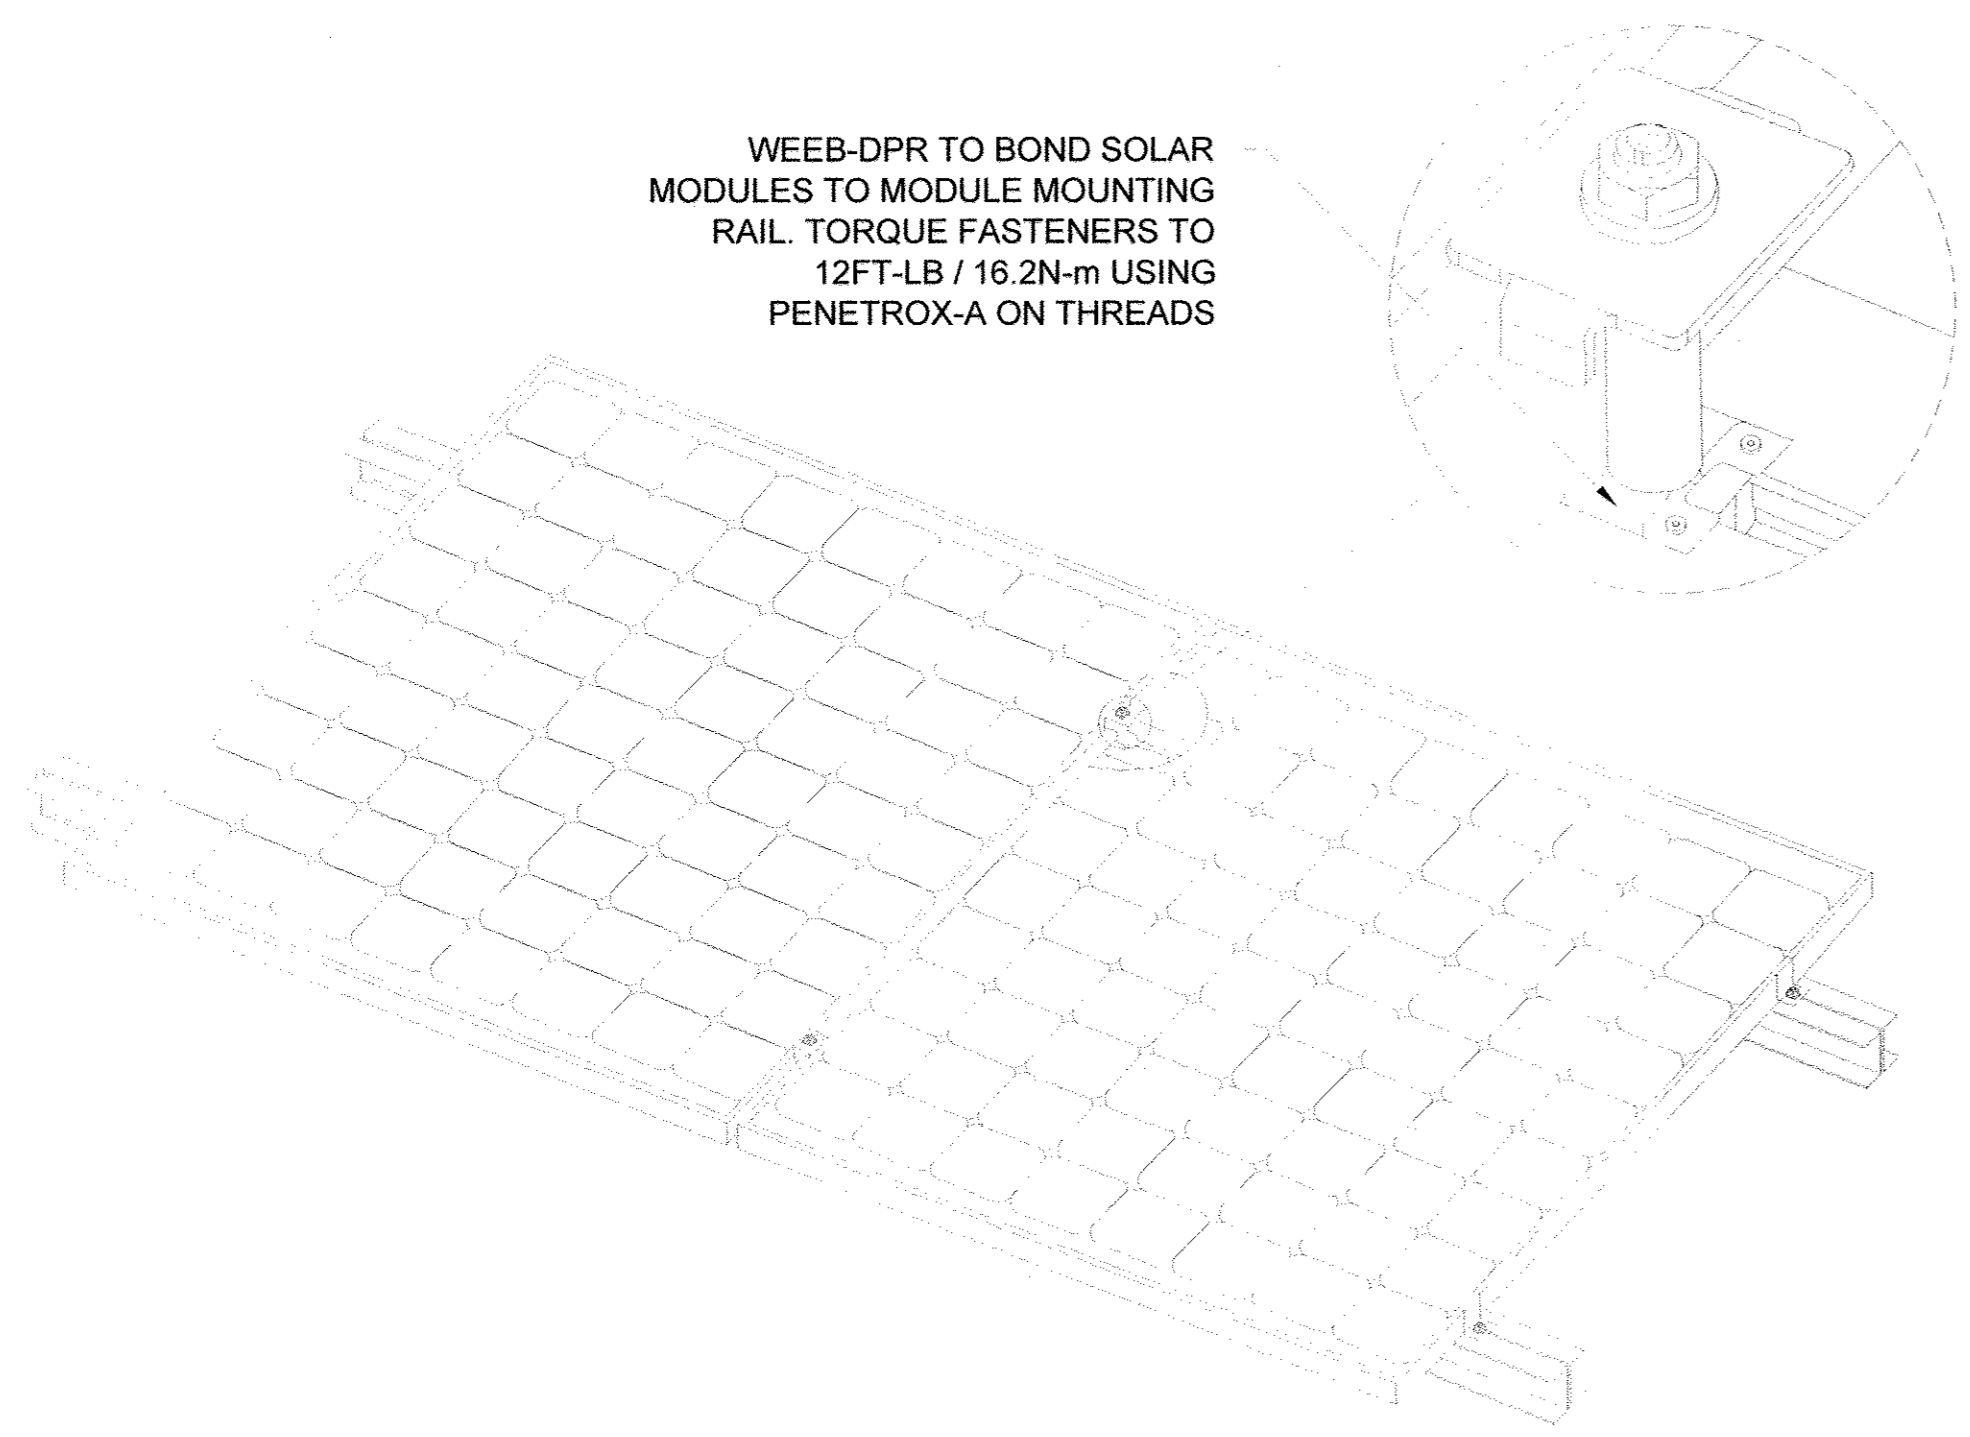 WEEB-DPR TO BOND SOLAR
MODULES TO MODULE MOUNTING
RAIL. TORQUE FASTENERS TO
12FT-LB / 16.2N-m USING
PENETROX-A ON THREADS